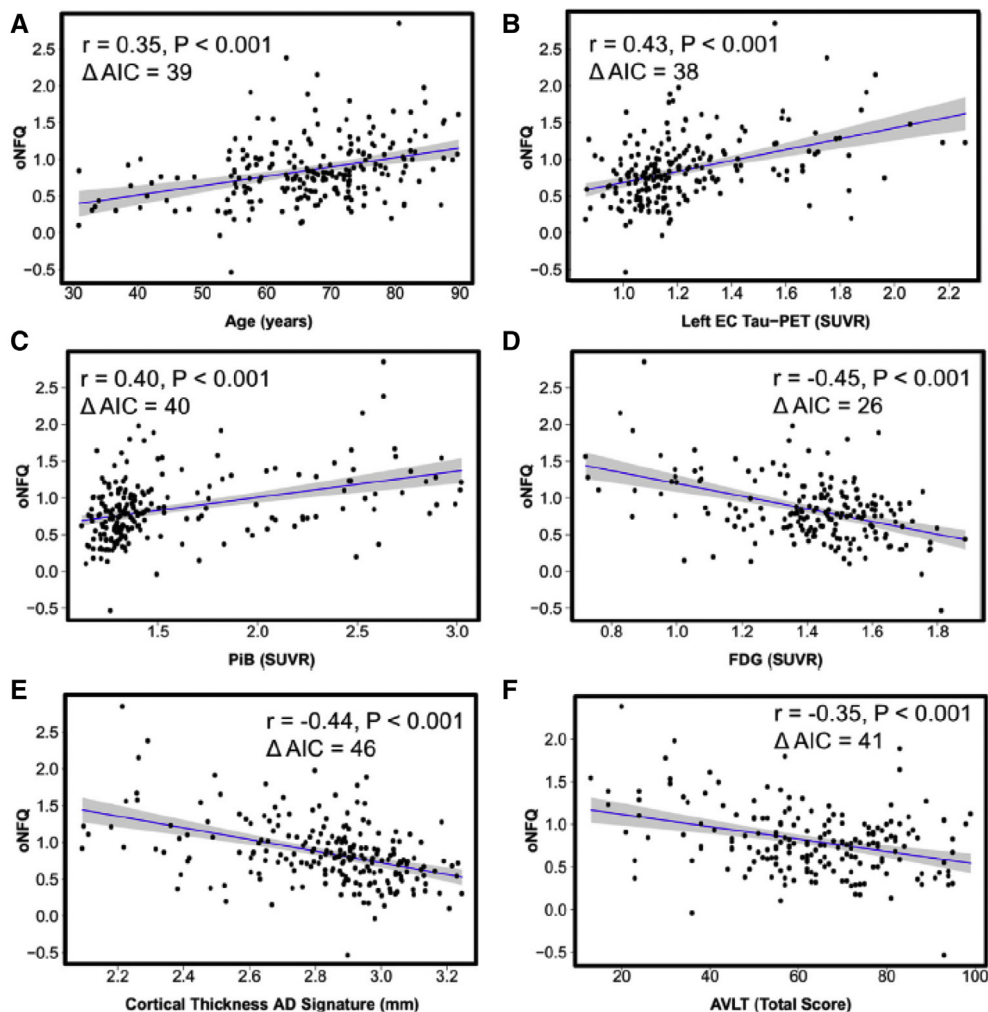 A
r = 0.35, P < 0.001
Δ AIC = 39
oNFQ
2.5
2.0
1.5
1.0
0.5
0.0
−0.5
30 40 50 60 70 80 90
Age (years)
B
r = 0.43, P < 0.001
Δ AIC = 38
oNFQ
2.5
2.0
1.5
1.0
0.5
0.0
−0.5
1.0 1.2 1.4 1.6 1.8 2.0 2.2
Left EC Tau−PET (SUVR)
C
r = 0.40, P < 0.001
Δ AIC = 40
oNFQ
2.5
2.0
1.5
1.0
0.5
0.0
−0.5
1.5 2.0 2.5 3.0
PiB (SUVR)
D
r = -0.45, P < 0.001
Δ AIC = 26
oNFQ
2.5
2.0
1.5
1.0
0.5
0.0
−0.5
0.8 1.0 1.2 1.4 1.6 1.8
FDG (SUVR)
E
r = -0.44, P < 0.001
Δ AIC = 46
oNFQ
2.5
2.0
1.5
1.0
0.5
0.0
−0.5
2.2 2.4 2.6 2.8 3.0 3.2
Cortical Thickness AD Signature (mm)
F
r = -0.35, P < 0.001
Δ AIC = 41
oNFQ
2.0
1.5
1.0
0.5
0.0
−0.5
20 40 60 80 100
AVLT (Total Score)